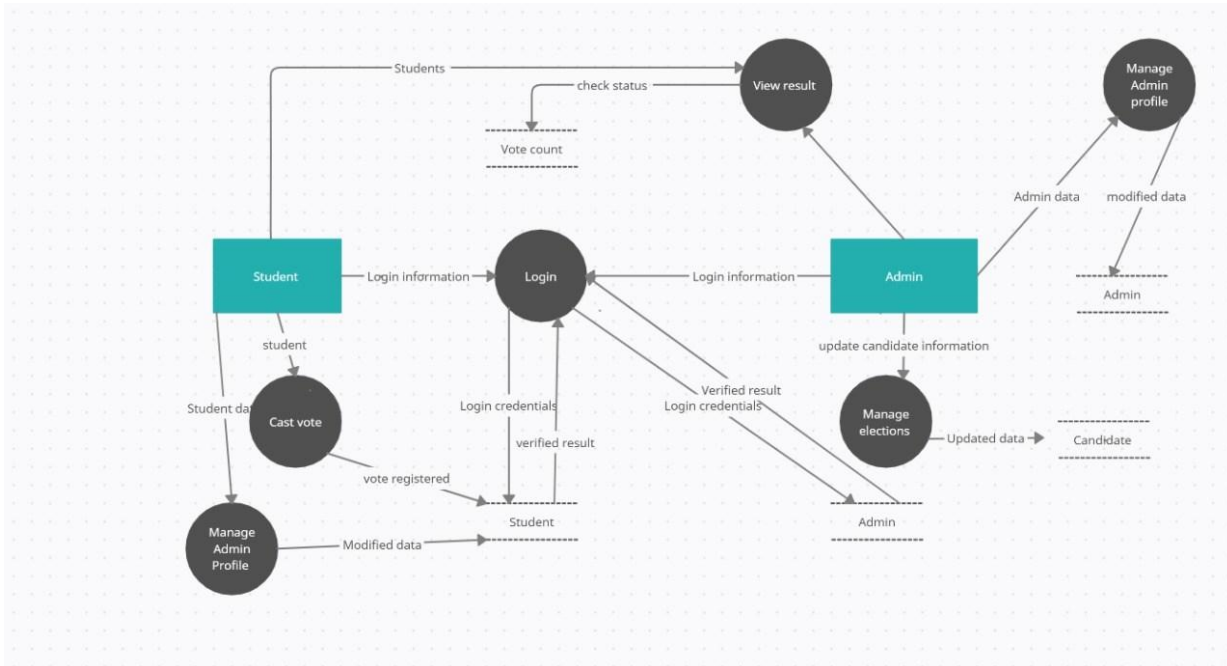 Students
View result
Manage
Admin
profile
check status
Vote count
Admin data
modified data
Student
Login information
Login
Login information
Admin
Admin
student
update candidate information
Student dat
Cast vote
Login credentials
Verified result
Login credentials
Manage
elections
Updated data
Candidate
verified result
vote registered
Student
Admin
Manage
Admin
Profile
Modified data